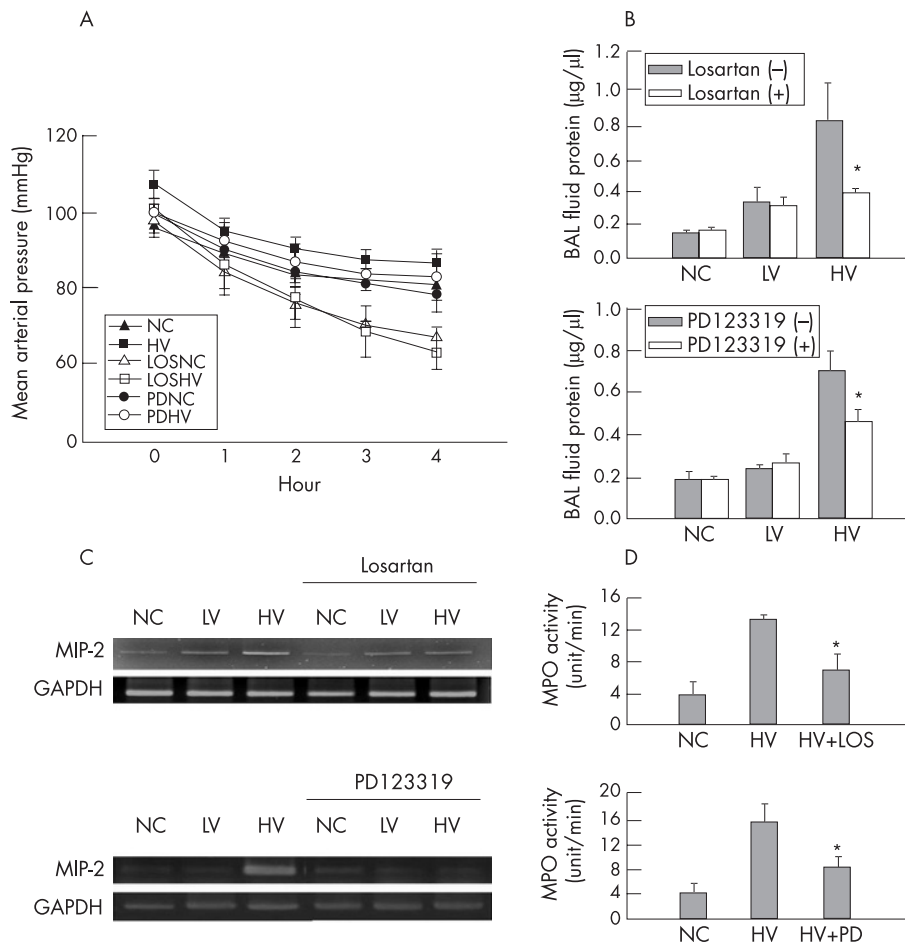 A
Mean arterial pressure (mmHg)
120
100
80
60
0
NC
HV
LOSNC
LOSHV
PDNC
PDHV
0 1 2 3 4
Hour
B
BAL fluid protein (µg/µl)
1.2
1.0
0.8
0.6
0.4
0.2
0.0
Losartan (–)
Losartan (+)
*
NC LV HV
BAL fluid protein (µg/µl)
1.0
0.8
0.6
0.4
0.2
0.0
PD123319 (–)
PD123319 (+)
*
NC LV HV
C
Losartan
NC LV HV NC LV HV
MIP-2
GAPDH
PD123319
NC LV HV NC LV HV
MIP-2
GAPDH
D
MPO activity
(unit/min)
16
12
8
4
0
*
NC HV HV+LOS
MPO activity
(unit/min)
20
16
12
8
4
0
*
NC HV HV+PD